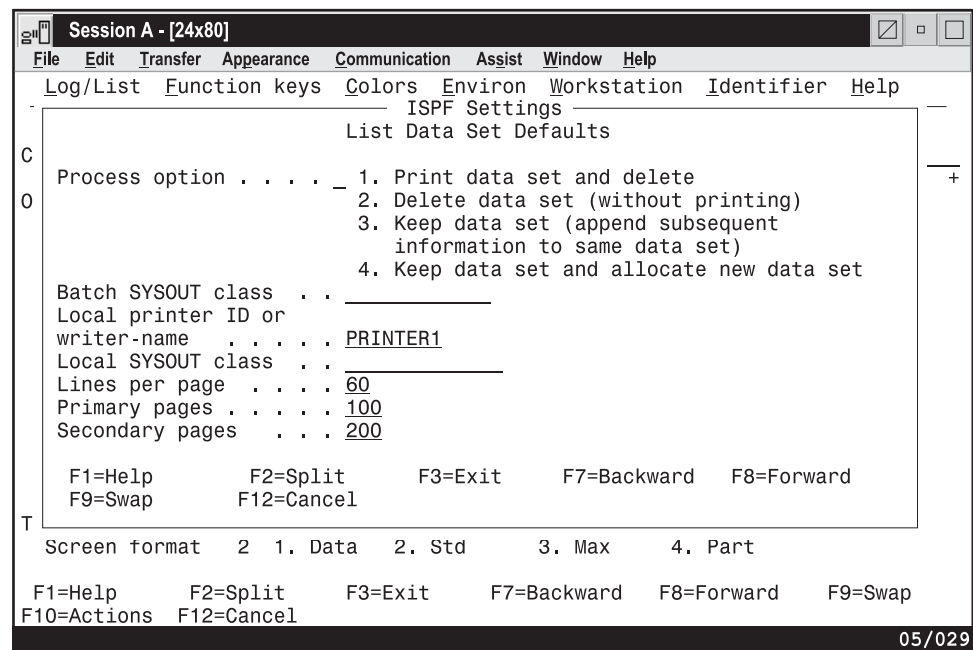 Session A - [24x80]
File Edit Transfer Appearance Communication Assist Window Help
Log/List Function keys Colors Environ Workstation Identifier Help
ISPF Settings
List Data Set Defaults
C
Process option . . . . _ 1. Print data set and delete +
O 2. Delete data set (without printing)
3. Keep data set (append subsequent
information to same data set)
4. Keep data set and allocate new data set
Batch SYSOUT class . .
Local printer ID or
writer-name . . . . . PRINTER1
Local SYSOUT class . .
Lines per page . . . . 60
Primary pages . . . . . 100
Secondary pages . . . 200
F1=Help F2=Split F3=Exit F7=Backward F8=Forward
F9=Swap F12=Cancel
T
Screen format 2 1. Data 2. Std 3. Max 4. Part
F1=Help F2=Split F3=Exit F7=Backward F8=Forward F9=Swap
F10=Actions F12=Cancel
05/029